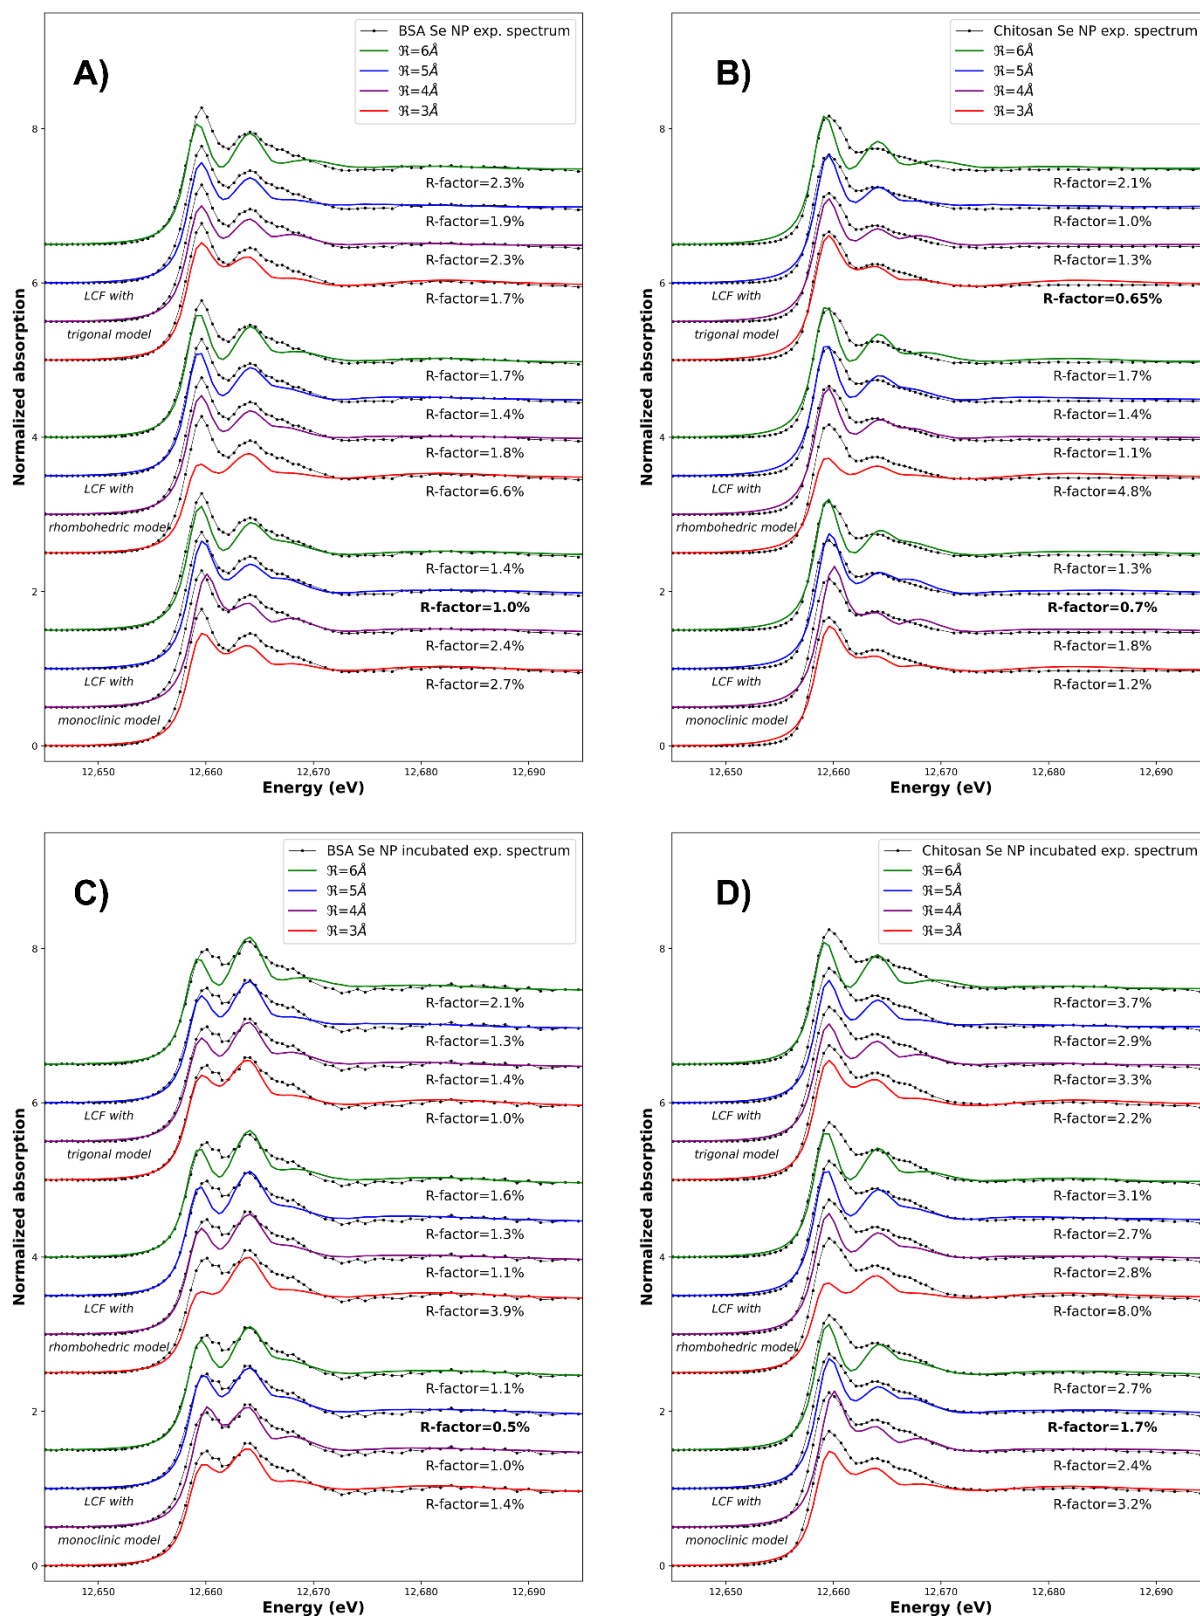 A)
BSA Se NP exp. spectrum
ℜ=6Å
ℜ=5Å
ℜ=4Å
ℜ=3Å
Normalized absorption
8
6
4
2
0
R-factor=2.3%
R-factor=1.9%
R-factor=2.3%
LCF with
R-factor=1.7%
trigonal model
R-factor=1.7%
R-factor=1.4%
R-factor=1.8%
LCF with
R-factor=6.6%
rhombohedric model
R-factor=1.4%
R-factor=1.0%
R-factor=2.4%
LCF with
R-factor=2.7%
monoclinic model
12,650
12,660
12,670
12,680
12,690
Energy (eV)
B)
Chitosan Se NP exp. spectrum
ℜ=6Å
ℜ=5Å
ℜ=4Å
ℜ=3Å
Normalized absorption
8
6
4
2
0
R-factor=2.1%
R-factor=1.0%
R-factor=1.3%
LCF with
R-factor=0.65%
trigonal model
R-factor=1.7%
R-factor=1.4%
R-factor=1.1%
LCF with
R-factor=4.8%
rhombohedric model
R-factor=1.3%
R-factor=0.7%
R-factor=1.8%
LCF with
R-factor=1.2%
monoclinic model
12,650
12,660
12,670
12,680
12,690
Energy (eV)
C)
BSA Se NP incubated exp. spectrum
ℜ=6Å
ℜ=5Å
ℜ=4Å
ℜ=3Å
Normalized absorption
8
6
4
2
0
R-factor=2.1%
R-factor=1.3%
R-factor=1.4%
LCF with
R-factor=1.0%
trigonal model
R-factor=1.6%
R-factor=1.3%
R-factor=1.1%
LCF with
R-factor=3.9%
rhombohedric model
R-factor=1.1%
R-factor=0.5%
R-factor=1.0%
LCF with
R-factor=1.4%
monoclinic model
12,650
12,660
12,670
12,680
12,690
Energy (eV)
D)
Chitosan Se NP incubated exp. spectrum
ℜ=6Å
ℜ=5Å
ℜ=4Å
ℜ=3Å
Normalized absorption
8
6
4
2
0
R-factor=3.7%
R-factor=2.9%
R-factor=3.3%
LCF with
R-factor=2.2%
trigonal model
R-factor=3.1%
R-factor=2.7%
R-factor=2.8%
LCF with
R-factor=8.0%
rhombohedric model
R-factor=2.7%
R-factor=1.7%
R-factor=2.4%
LCF with
R-factor=3.2%
monoclinic model
12,650
12,660
12,670
12,680
12,690
Energy (eV)